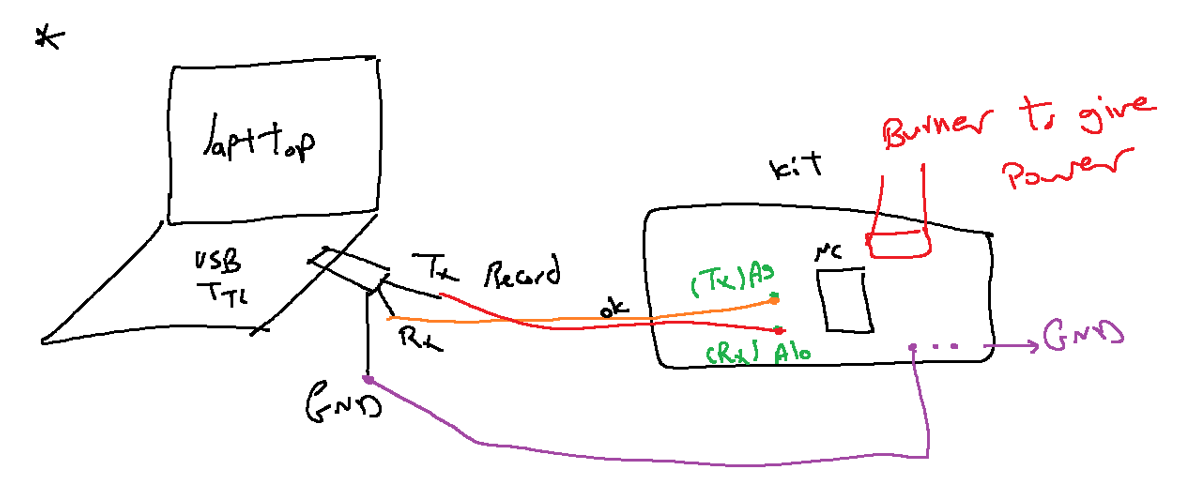 *
laptop
Burner to give
Power
kit
USB
TTL
Tx
Record
(Tx) A9
MC
ok
Rx
(Rx) A10
GND
GND